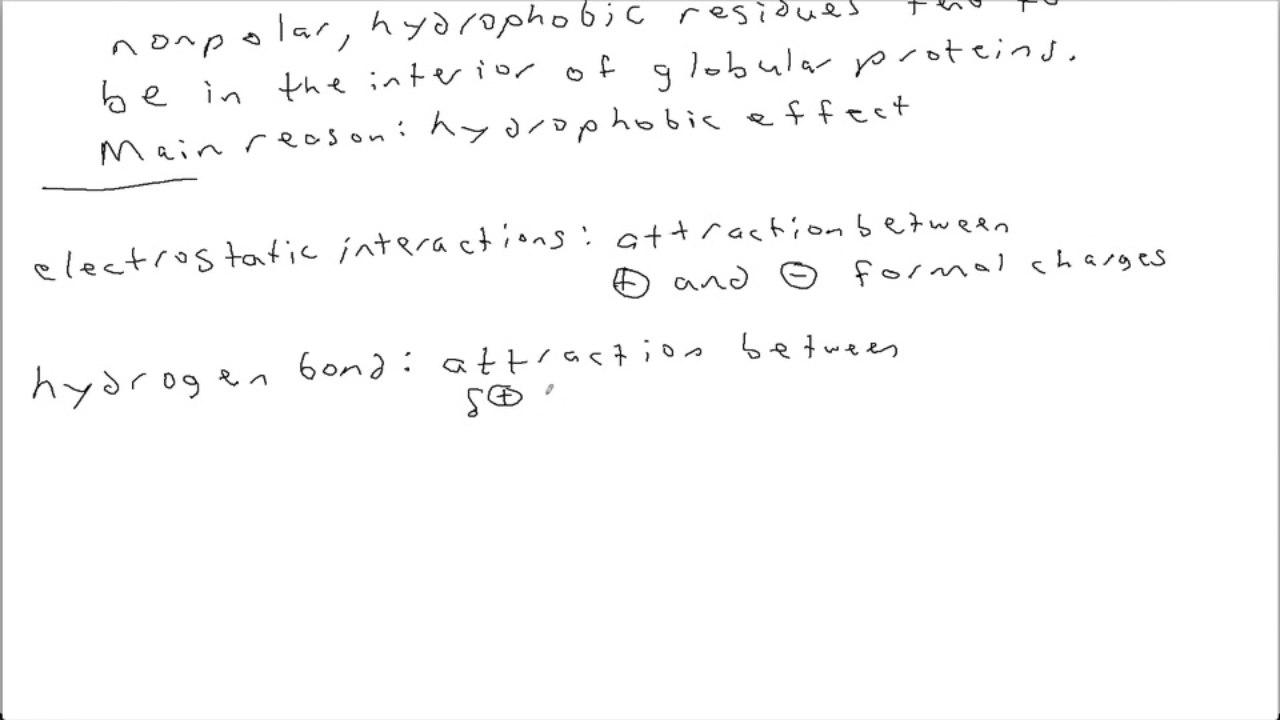 nonpolar, hydrophobic residues
be in the interior of globular proteins.
Main reason: hydrophobic effect
electrostatic interactions: attraction between
⊕ and ⊖ formal charges
hydrogen bond: attraction between
δ⊕